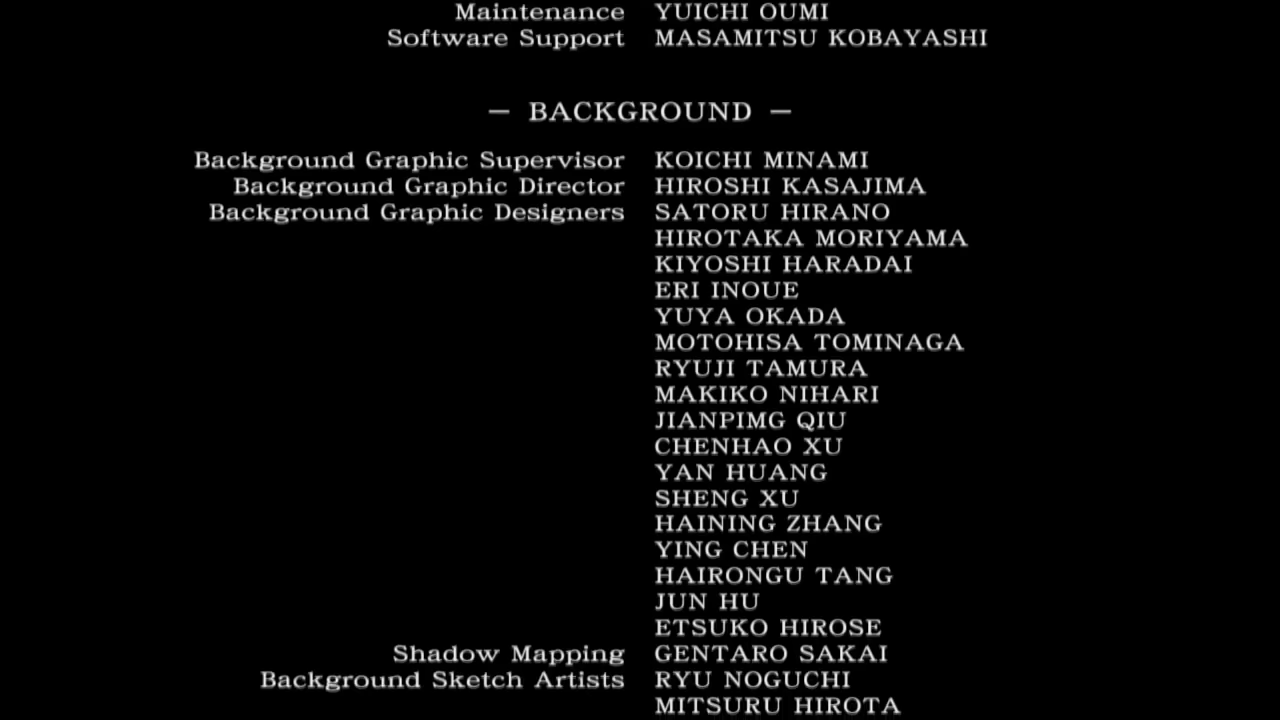 Maintenance YUICHI OUMI
Software Support MASAMITSU KOBAYASHI
— BACKGROUND —
Background Graphic Supervisor KOICHI MINAMI
Background Graphic Director HIROSHI KASAJIMA
Background Graphic Designers SATORU HIRANO
HIROTAKA MORIYAMA
KIYOSHI HARADAI
ERI INOUE
YUYA OKADA
MOTOHISA TOMINAGA
RYUJI TAMURA
MAKIKO NIHARI
JIANPIMG QIU
CHENHAO XU
YAN HUANG
SHENG XU
HAINING ZHANG
YING CHEN
HAIRONGU TANG
JUN HU
ETSUKO HIROSE
Shadow Mapping GENTARO SAKAI
Background Sketch Artists RYU NOGUCHI
MITSURU HIROTA